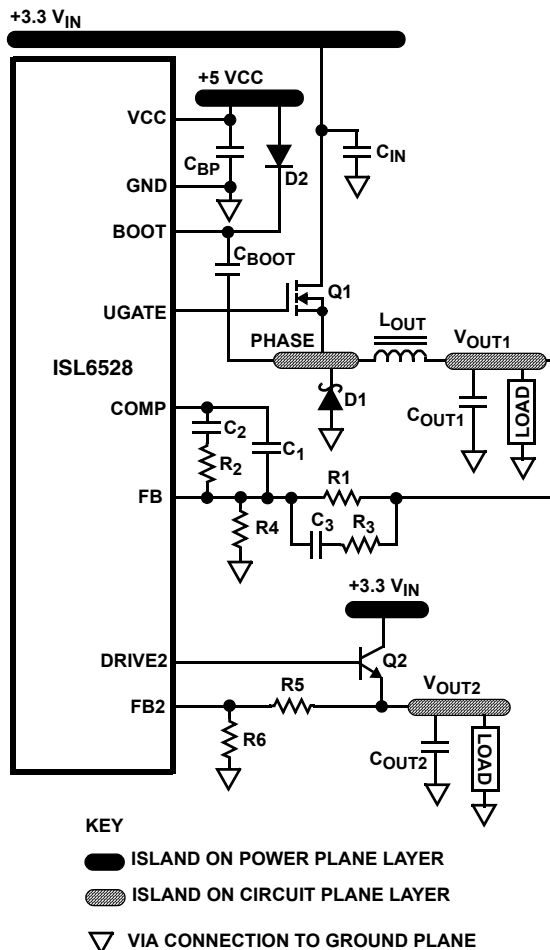 +3.3 VIN
+5 VCC
VCC
CBP
D2
CIN
GND
BOOT
CBOOT
Q1
UGATE
LOUT
PHASE
VOUT1
ISL6528
D1
COUT1
LOAD
COMP
C2
C1
R2
R1
FB
C3
R3
R4
+3.3 VIN
DRIVE2
Q2
R5
VOUT2
FB2
R6
COUT2
LOAD
KEY
ISLAND ON POWER PLANE LAYER
ISLAND ON CIRCUIT PLANE LAYER
VIA CONNECTION TO GROUND PLANE